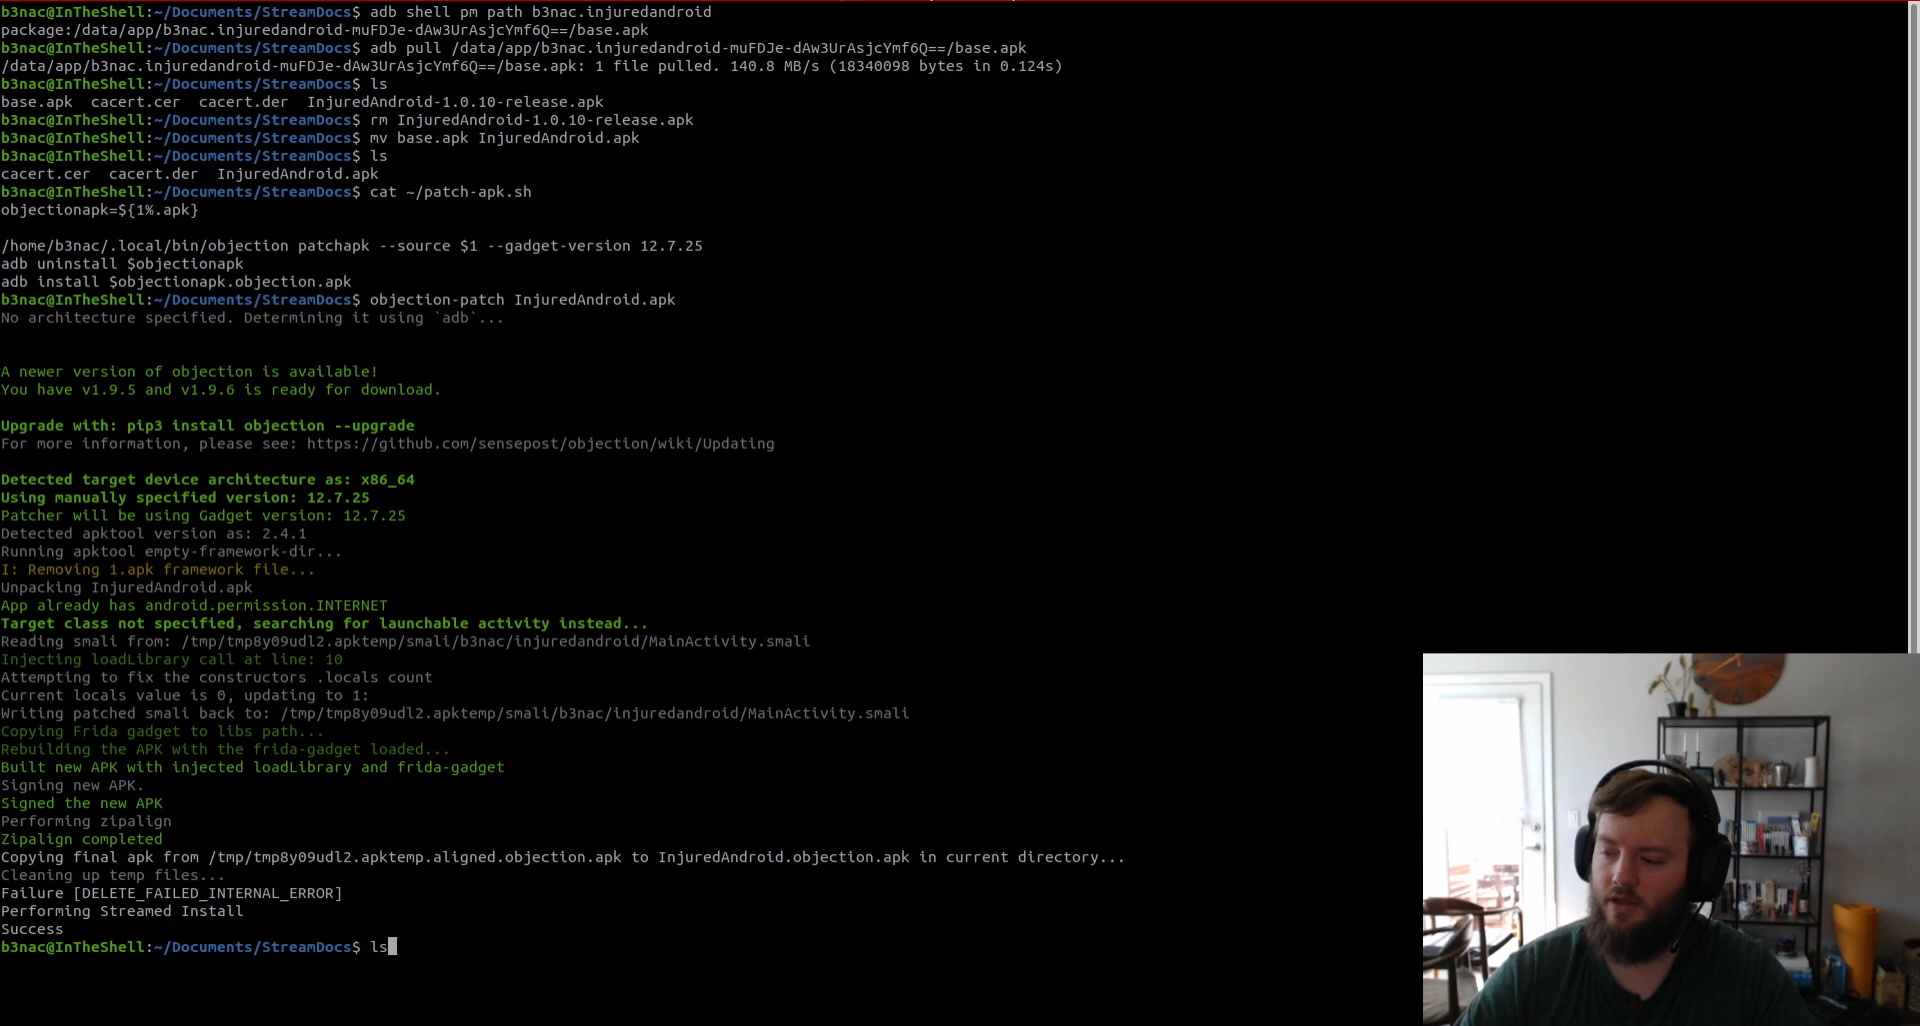 b3nac@InTheShell:~/Documents/StreamDocs$ adb shell pm path b3nac.injuredandroid
package:/data/app/b3nac.injuredandroid-muFDJe-dAw3UrAsjcYmf6Q==/base.apk
b3nac@InTheShell:~/Documents/StreamDocs$ adb pull /data/app/b3nac.injuredandroid-muFDJe-dAw3UrAsjcYmf6Q==/base.apk
/data/app/b3nac.injuredandroid-muFDJe-dAw3UrAsjcYmf6Q==/base.apk: 1 file pulled. 140.8 MB/s (18340098 bytes in 0.124s)
b3nac@InTheShell:~/Documents/StreamDocs$ ls
base.apk  cacert.cer  cacert.der  InjuredAndroid-1.0.10-release.apk
b3nac@InTheShell:~/Documents/StreamDocs$ rm InjuredAndroid-1.0.10-release.apk
b3nac@InTheShell:~/Documents/StreamDocs$ mv base.apk InjuredAndroid.apk
b3nac@InTheShell:~/Documents/StreamDocs$ ls
cacert.cer  cacert.der  InjuredAndroid.apk
b3nac@InTheShell:~/Documents/StreamDocs$ cat ~/patch-apk.sh
objectionapk=${1%.apk}
/home/b3nac/.local/bin/objection patchapk --source $1 --gadget-version 12.7.25
adb uninstall $objectionapk
adb install $objectionapk.objection.apk
b3nac@InTheShell:~/Documents/StreamDocs$ objection-patch InjuredAndroid.apk
No architecture specified. Determining it using `adb`...
A newer version of objection is available!
You have v1.9.5 and v1.9.6 is ready for download.
Upgrade with: pip3 install objection --upgrade
For more information, please see: https://github.com/sensepost/objection/wiki/Updating
Detected target device architecture as: x86_64
Using manually specified version: 12.7.25
Patcher will be using Gadget version: 12.7.25
Detected apktool version as: 2.4.1
Running apktool empty-framework-dir...
I: Removing 1.apk framework file...
Unpacking InjuredAndroid.apk
App already has android.permission.INTERNET
Target class not specified, searching for launchable activity instead...
Reading smali from: /tmp/tmp8y09udl2.apktemp/smali/b3nac/injuredandroid/MainActivity.smali
Injecting loadLibrary call at line: 10
Attempting to fix the constructors .locals count
Current locals value is 0, updating to 1:
Writing patched smali back to: /tmp/tmp8y09udl2.apktemp/smali/b3nac/injuredandroid/MainActivity.smali
Copying Frida gadget to libs path...
Rebuilding the APK with the frida-gadget loaded...
Built new APK with injected loadLibrary and frida-gadget
Signing new APK.
Signed the new APK
Performing zipalign
Zipalign completed
Copying final apk from /tmp/tmp8y09udl2.apktemp.aligned.objection.apk to InjuredAndroid.objection.apk in current directory...
Cleaning up temp files...
Failure [DELETE_FAILED_INTERNAL_ERROR]
Performing Streamed Install
Success
b3nac@InTheShell:~/Documents/StreamDocs$ ls